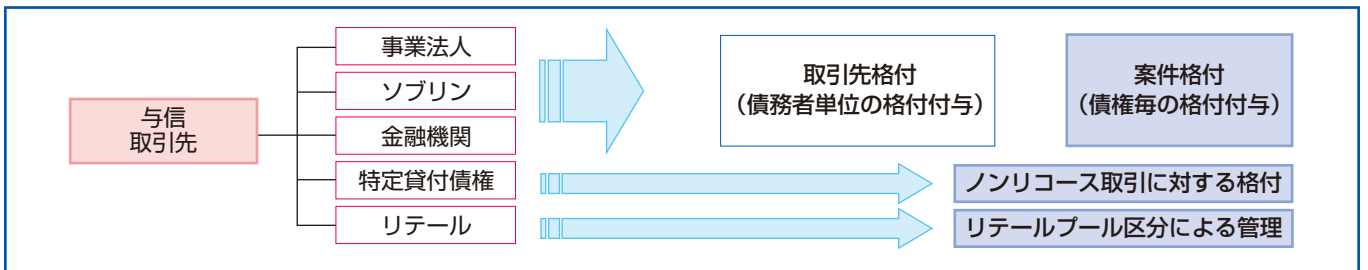 与信
取引先
事業法人
ソブリン
金融機関
特定貸付債権
リテール
取引先格付
（債務者単位の格付付与）
案件格付
（債権毎の格付付与）
ノンリコース取引に対する格付
リテールプール区分による管理